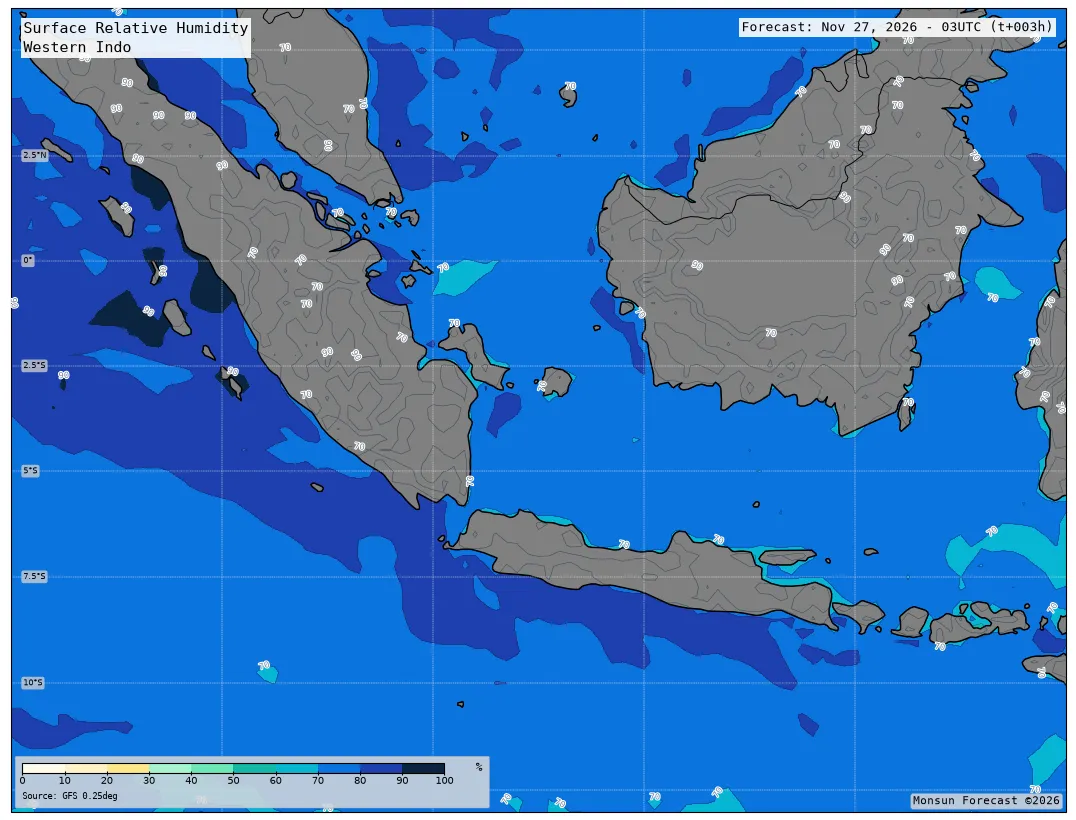 Surface Relative Humidity
Western Indo
Forecast: Nov 27, 2026 - 03UTC (t+003h)
2.5°N
0°
2.5°S
5°S
7.5°S
10°S
0 10 20 30 40 50 60 70 80 90 100
%
Source: GFS 0.25deg
Monsun Forecast ©2026